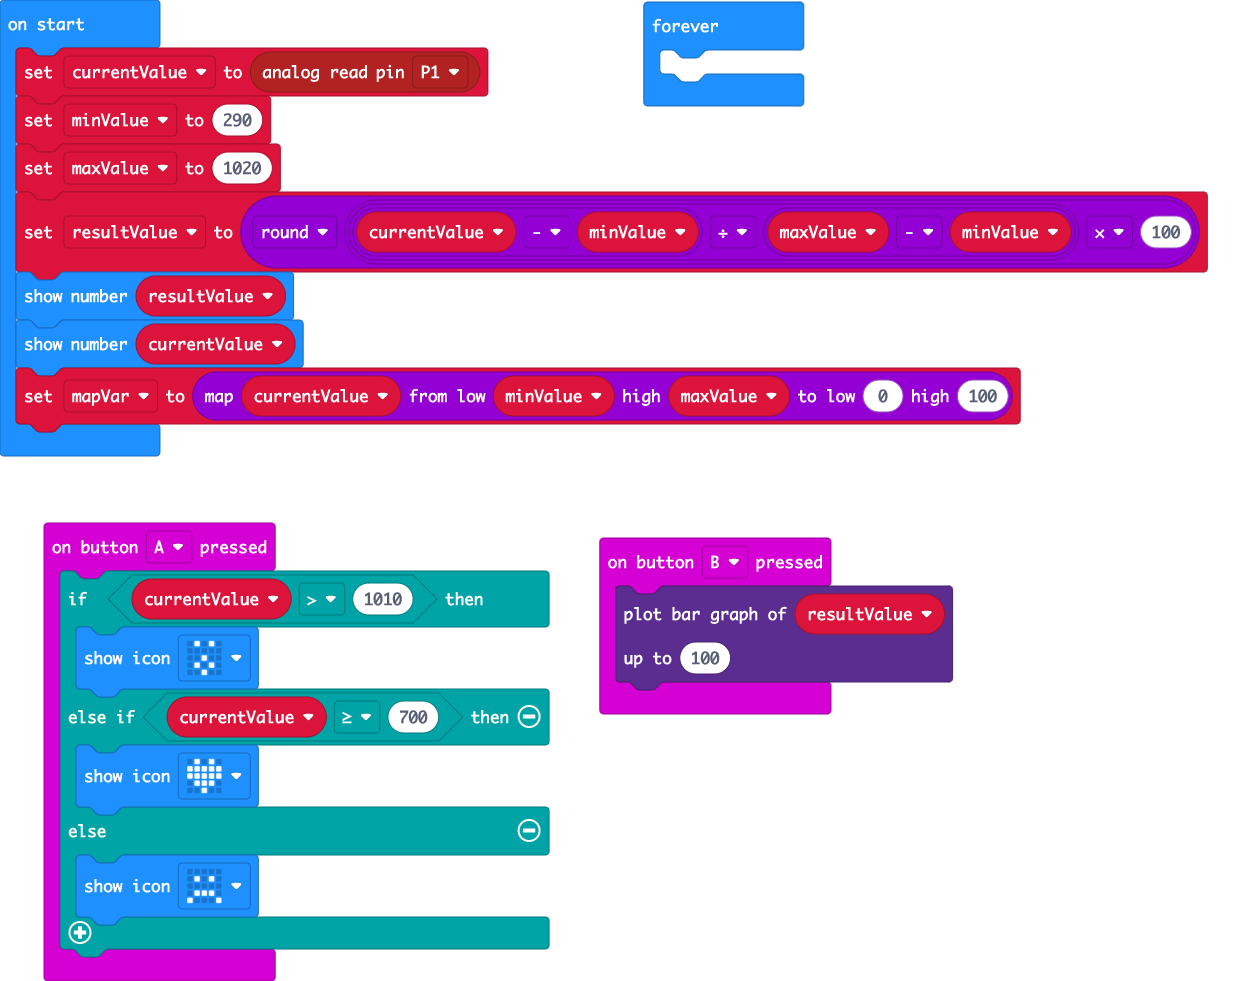 on start
set currentValue to analog read pin P1
set minValue to 290
set maxValue to 1020
set resultValue to round currentValue - minValue ÷ maxValue - minValue × 100
show number resultValue
show number currentValue
set mapVar to map currentValue from low minValue high maxValue to low 0 high 100
forever
on button A pressed
if currentValue > 1010 then
show icon
else if currentValue ≥ 700 then
show icon
else
show icon
on button B pressed
plot bar graph of resultValue
up to 100